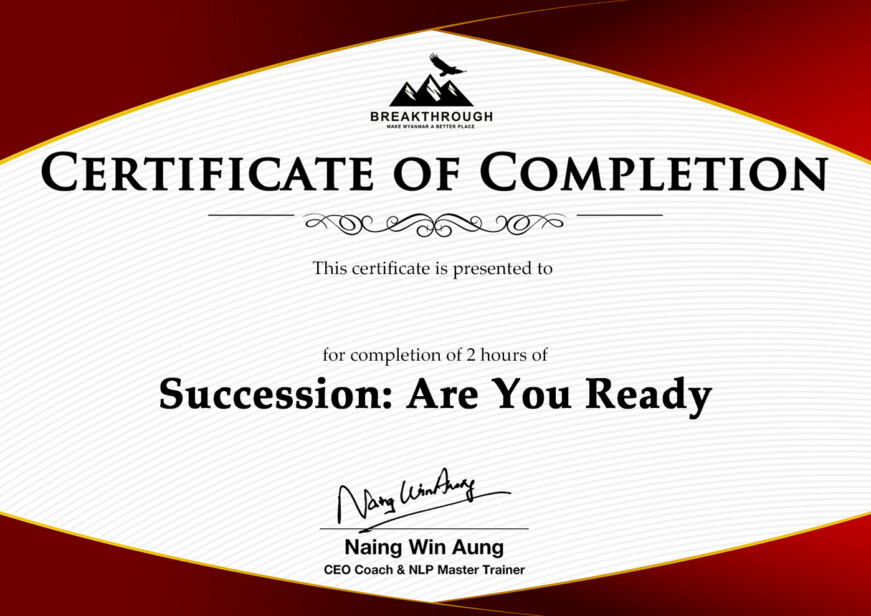 BREAKTHROUGH
MAKE MYANMAR A BETTER PLACE
CERTIFICATE OF COMPLETION
This certificate is presented to
for completion of 2 hours of
Succession: Are You Ready
Naing Win Aung
Naing Win Aung
CEO Coach & NLP Master Trainer